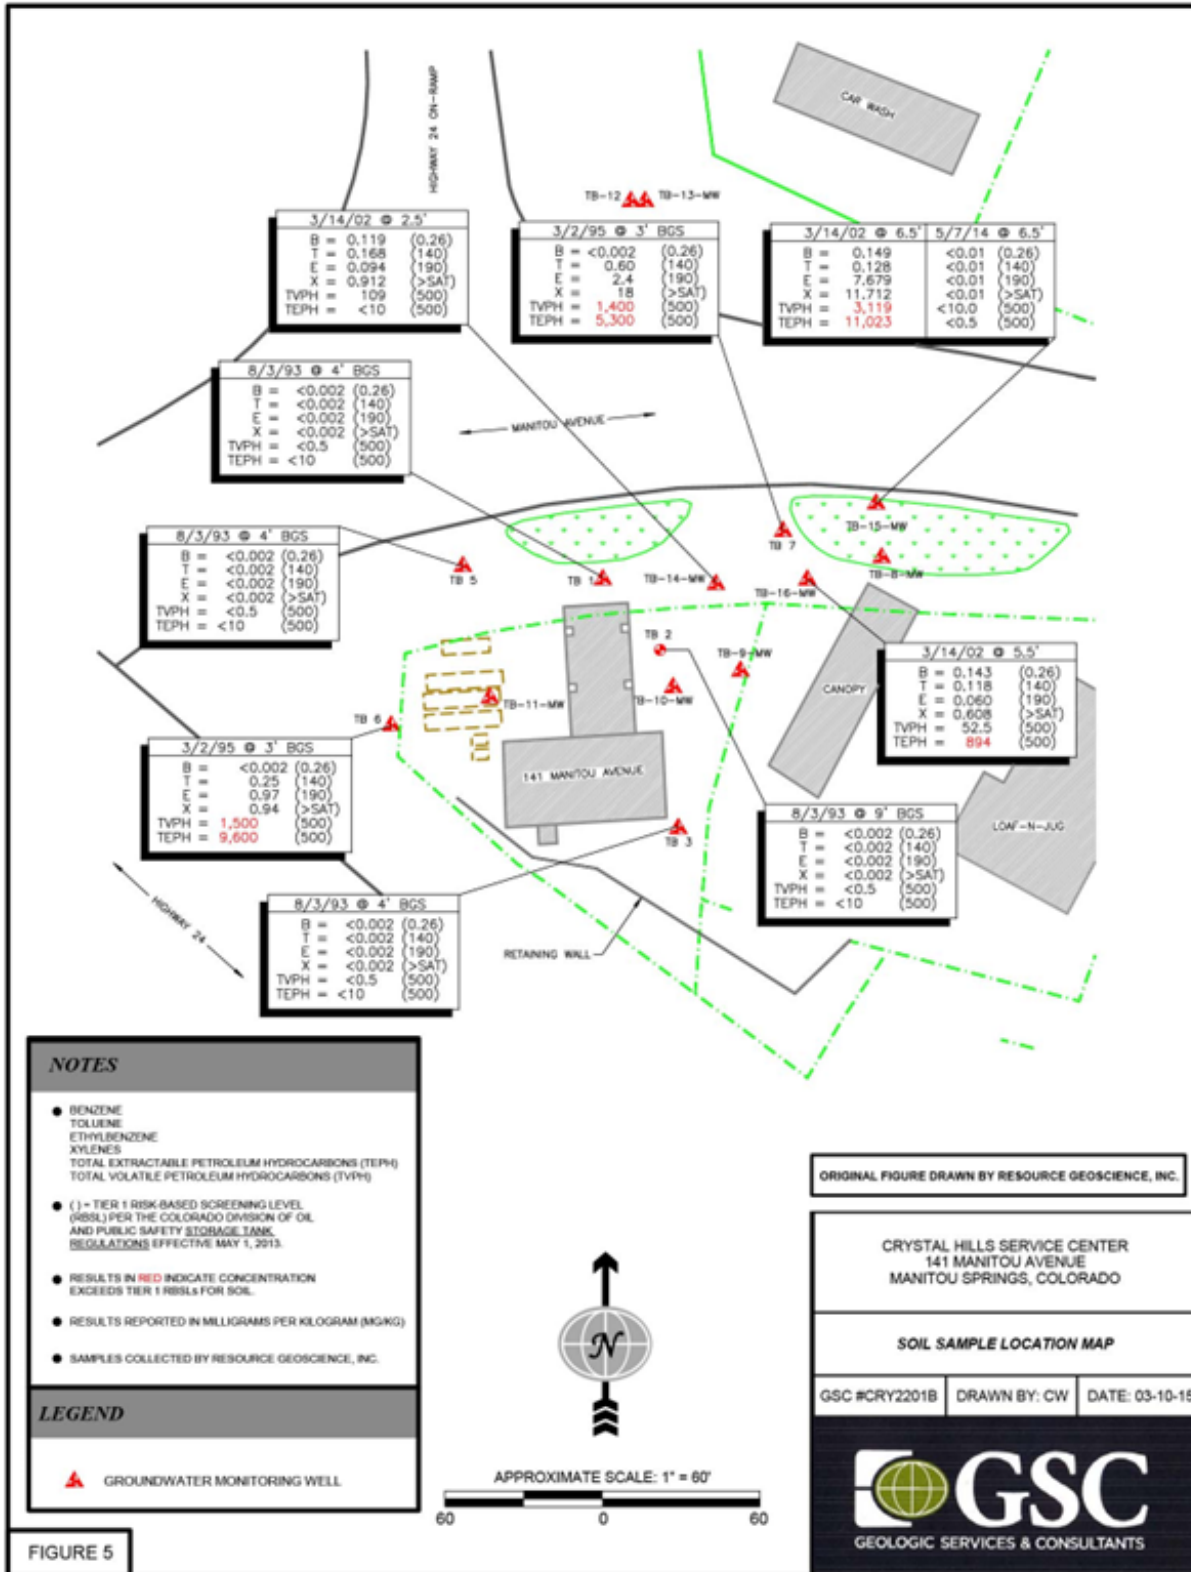 HIGHWAY 24 ON-RAMP
CAR WASH
TB-12
TB-13-MW
3/14/02 @ 2.5'
B = 0.119 (0.26)
T = 0.168 (140)
E = 0.094 (190)
X = 0.912 (>SAT)
TVPH = 109 (500)
TEPH = <10 (500)
3/2/95 @ 3' BGS
B = <0.002 (0.26)
T = 0.60 (140)
E = 2.4 (190)
X = 18 (>SAT)
TVPH = 1,400 (500)
TEPH = 5,300 (500)
3/14/02 @ 6.5' 5/7/14 @ 6.5'
B = 0.149 <0.01 (0.26)
T = 0.128 <0.01 (140)
E = 7.679 <0.01 (190)
X = 11.712 <0.01 (>SAT)
TVPH = 3,119 <10.0 (500)
TEPH = 11,023 <0.5 (500)
8/3/93 @ 4' BGS
B = <0.002 (0.26)
T = <0.002 (140)
E = <0.002 (190)
X = <0.002 (>SAT)
TVPH = <0.5 (500)
TEPH = <10 (500)
MANITOU AVENUE
8/3/93 @ 4' BGS
B = <0.002 (0.26)
T = <0.002 (140)
E = <0.002 (190)
X = <0.002 (>SAT)
TVPH = <0.5 (500)
TEPH = <10 (500)
TB 5
TB 1
TB-14-MW
TB 7
TB-15-MW
TB-8-MW
TB-16-MW
TB 2
TB-9-MW
TB-10-MW
TB-11-MW
TB 6
CANOPY
3/14/02 @ 5.5'
B = 0.143 (0.26)
T = 0.118 (140)
E = 0.060 (190)
X = 0.608 (>SAT)
TVPH = 52.5 (500)
TEPH = 894 (500)
3/2/95 @ 3' BGS
B = <0.002 (0.26)
T = 0.25 (140)
E = 0.97 (190)
X = 0.94 (>SAT)
TVPH = 1,500 (500)
TEPH = 9,600 (500)
141 MANITOU AVENUE
TB 3
8/3/93 @ 9' BGS
B = <0.002 (0.26)
T = <0.002 (140)
E = <0.002 (190)
X = <0.002 (>SAT)
TVPH = <0.5 (500)
TEPH = <10 (500)
LOAF-N-JUG
HIGHWAY 24
8/3/93 @ 4' BGS
B = <0.002 (0.26)
T = <0.002 (140)
E = <0.002 (190)
X = <0.002 (>SAT)
TVPH = <0.5 (500)
TEPH = <10 (500)
RETAINING WALL
NOTES
● BENZENE
TOLUENE
ETHYLBENZENE
XYLENES
TOTAL EXTRACTABLE PETROLEUM HYDROCARBONS (TEPH)
TOTAL VOLATILE PETROLEUM HYDROCARBONS (TVPH)
● ( ) = TIER 1 RISK-BASED SCREENING LEVEL
(RBSL) PER THE COLORADO DIVISION OF OIL
AND PUBLIC SAFETY STORAGE TANK
REGULATIONS EFFECTIVE MAY 1, 2013.
● RESULTS IN RED INDICATE CONCENTRATION
EXCEEDS TIER 1 RBSLs FOR SOIL.
● RESULTS REPORTED IN MILLIGRAMS PER KILOGRAM (MG/KG)
● SAMPLES COLLECTED BY RESOURCE GEOSCIENCE, INC.
LEGEND
GROUNDWATER MONITORING WELL
FIGURE 5
N
APPROXIMATE SCALE: 1" = 60'
60 0 60
ORIGINAL FIGURE DRAWN BY RESOURCE GEOSCIENCE, INC.
CRYSTAL HILLS SERVICE CENTER
141 MANITOU AVENUE
MANITOU SPRINGS, COLORADO
SOIL SAMPLE LOCATION MAP
GSC #CRY2201B DRAWN BY: CW DATE: 03-10-15
GSC
GEOLOGIC SERVICES & CONSULTANTS